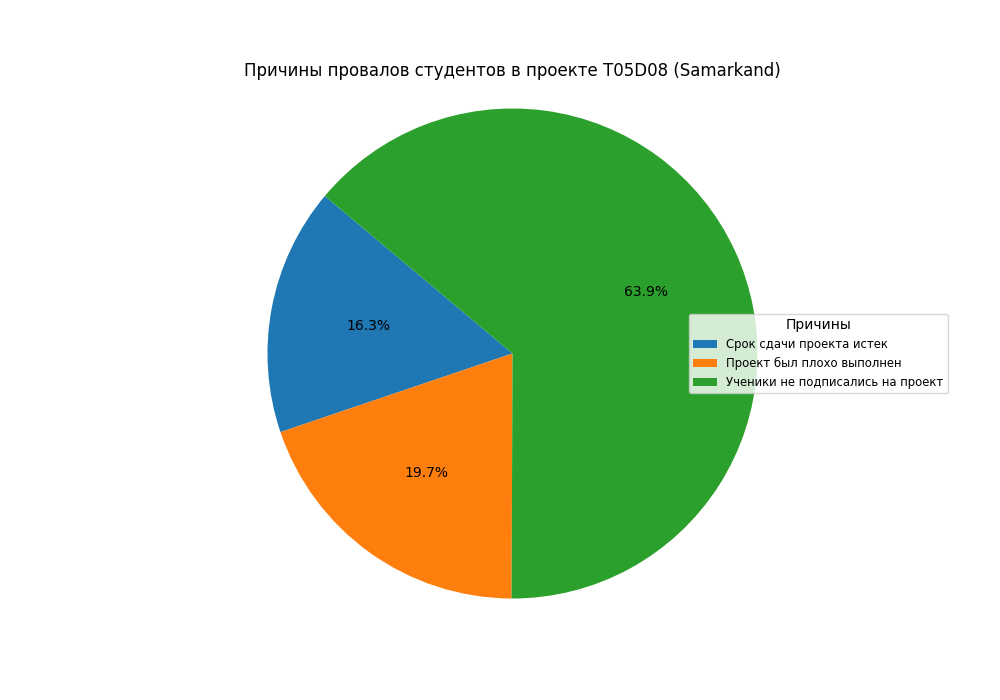 Причины провалов студентов в проекте T05D08 (Samarkand)
63.9%
16.3%
19.7%
Причины
Срок сдачи проекта истек
Проект был плохо выполнен
Ученики не подписались на проект